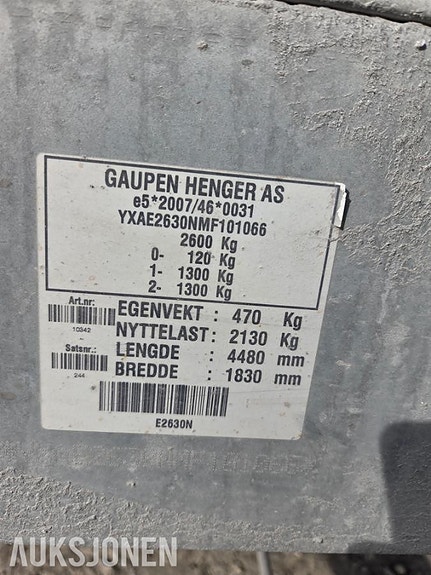 GAUPEN HENGER AS
e5*2007/46*0031
YXAE2630NMF101066
2600 Kg
0- 120 Kg
1- 1300 Kg
2- 1300 Kg
Art.nr:
10342
EGENVEKT : 470 Kg
NYTTELAST : 2130 Kg
Satsnr.:
244
LENGDE : 4480 mm
BREDDE : 1830 mm
E2630N
AUKSJONEN